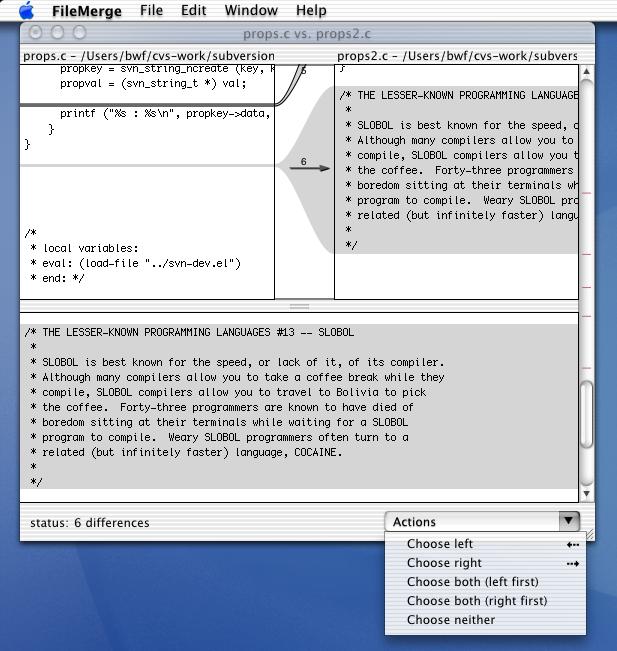 FileMerge File Edit Window Help
props.c vs. props2.c
props.c – /Users/bwf/cvs-work/subversion
props2.c – /Users/bwf/cvs-work/subvers
propkey = svn_string_ncreate (key, k
propval = (svn_string_t *) val;
printf ("%s : %s\n", propkey->data,
}
}
/*
* local variables:
* eval: (load-file "../svn-dev.el")
* end: */
5
6
}
/* THE LESSER-KNOWN PROGRAMMING LANGUAGE
*
* SLOBOL is best known for the speed, o
* Although many compilers allow you to
* compile, SLOBOL compilers allow you t
* the coffee.  Forty-three programmers
* boredom sitting at their terminals wh
* program to compile.  Weary SLOBOL pro
* related (but infinitely faster) langu
*
*/
/* THE LESSER-KNOWN PROGRAMMING LANGUAGES #13 -- SLOBOL
*
* SLOBOL is best known for the speed, or lack of it, of its compiler.
* Although many compilers allow you to take a coffee break while they
* compile, SLOBOL compilers allow you to travel to Bolivia to pick
* the coffee.  Forty-three programmers are known to have died of
* boredom sitting at their terminals while waiting for a SLOBOL
* program to compile.  Weary SLOBOL programmers often turn to a
* related (but infinitely faster) language, COCAINE.
*
*/
status: 6 differences
Actions
Choose left
Choose right
Choose both (left first)
Choose both (right first)
Choose neither